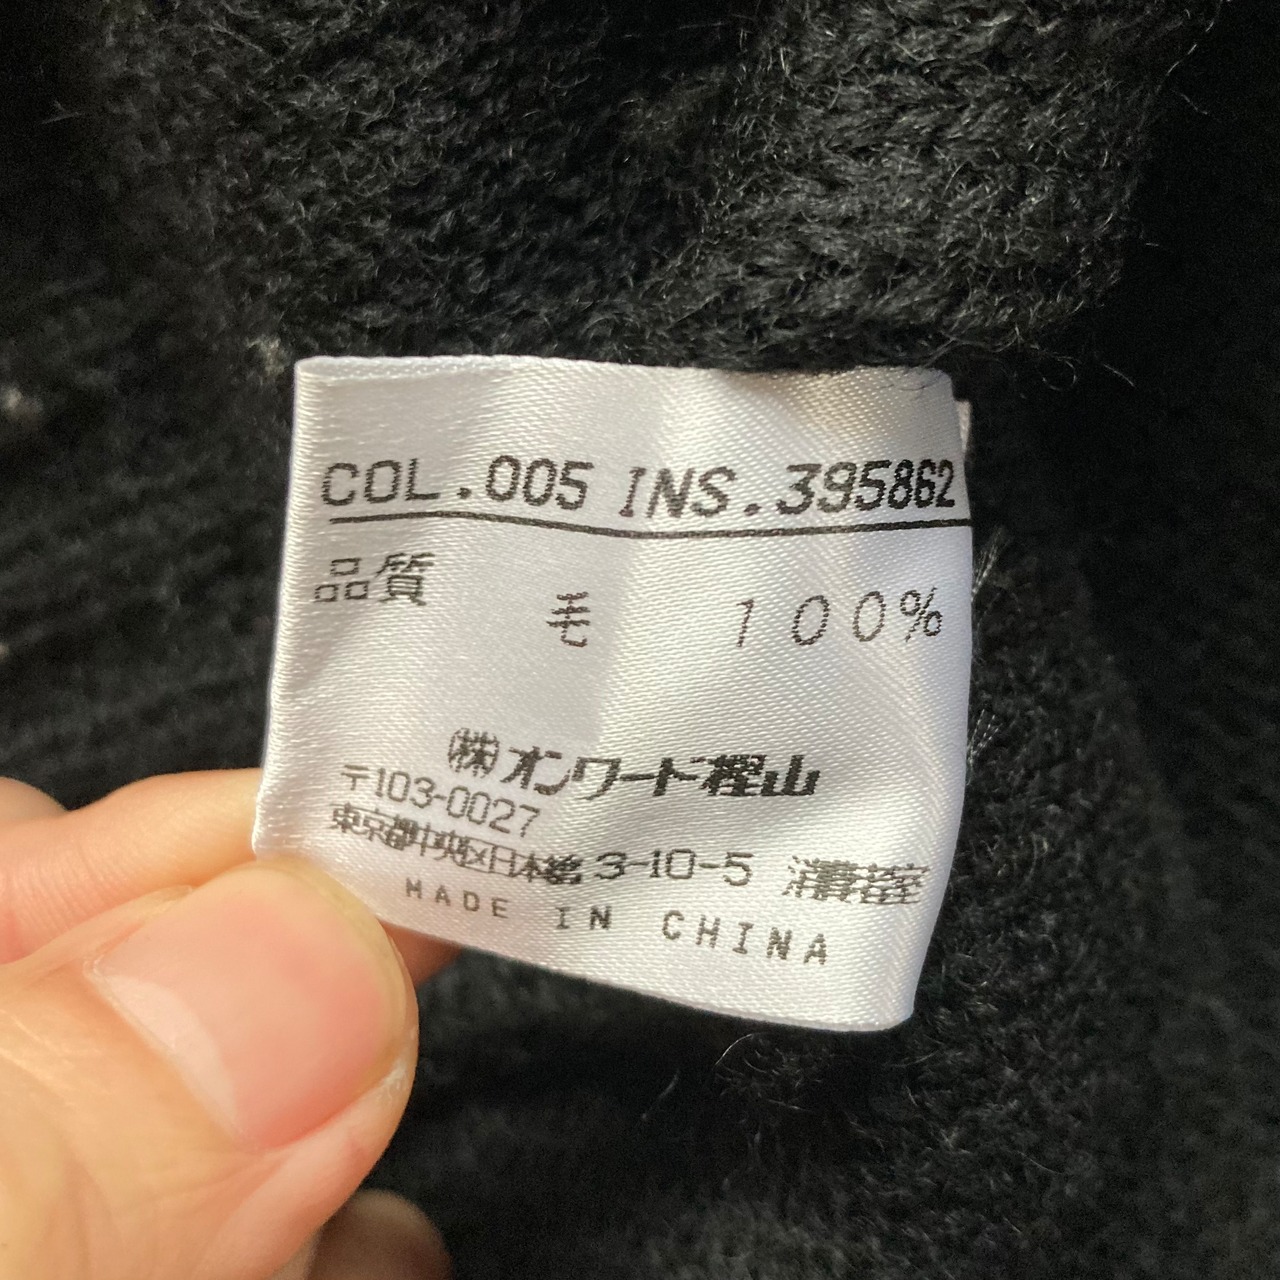 COL.005 INS.395862
品質
毛 100%
(株)オンワード樫山
〒103-0027
東京都中央区日本橋 3-10-5 消費者室
MADE IN CHINA